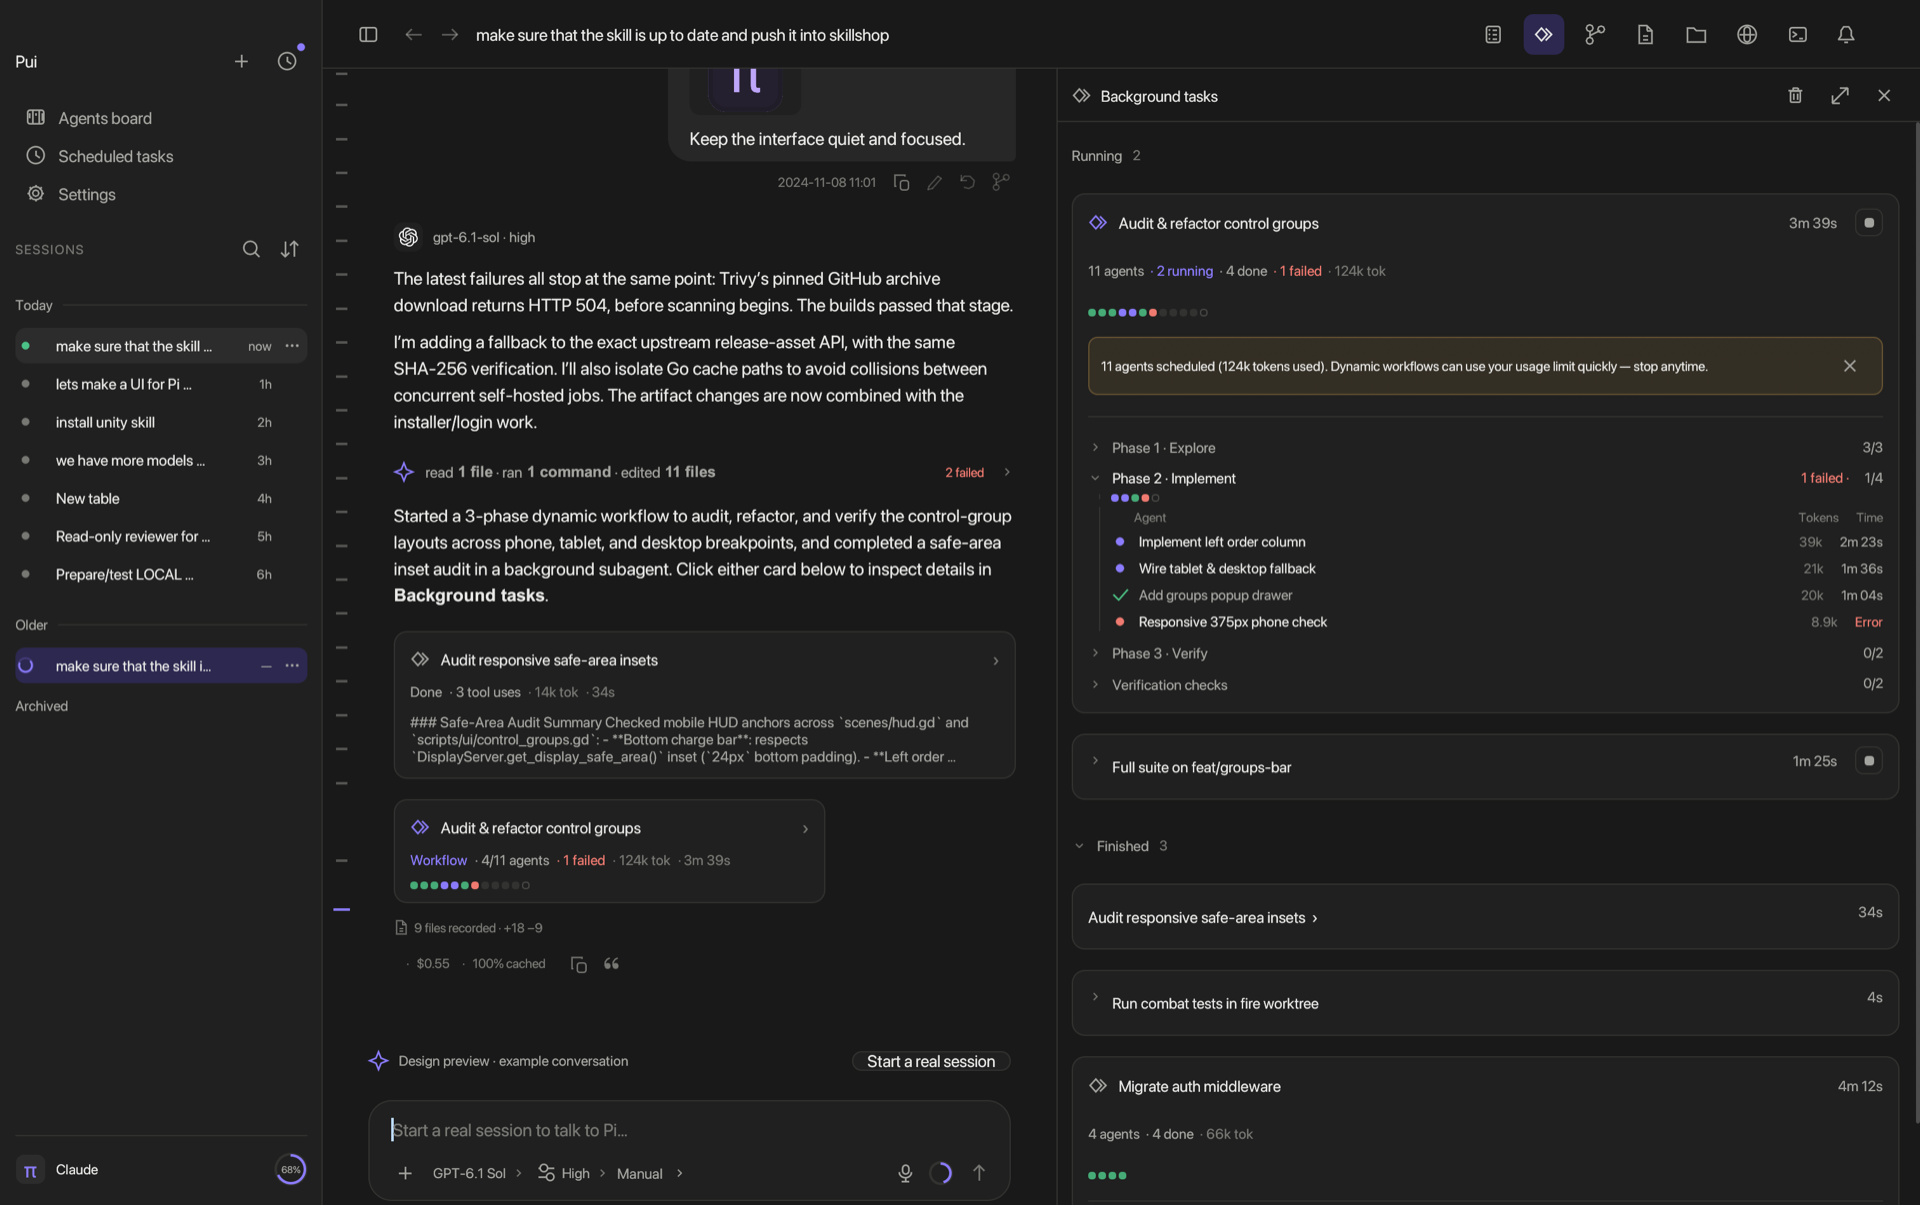 Pui
Agents board
Scheduled tasks
Settings
SESSIONS
Today
make sure that the skill ... now
lets make a UI for Pi ... 1h
install unity skill 2h
we have more models ... 3h
New table 4h
Read-only reviewer for ... 5h
Prepare/test LOCAL ... 6h
Older
make sure that the skill i...
Archived
π Claude 68%
make sure that the skill is up to date and push it into skillshop
π
Keep the interface quiet and focused.
2024-11-08 11:01
gpt-6.1-sol · high
The latest failures all stop at the same point: Trivy’s pinned GitHub archive
download returns HTTP 504, before scanning begins. The builds passed that stage.
I’m adding a fallback to the exact upstream release-asset API, with the same
SHA-256 verification. I’ll also isolate Go cache paths to avoid collisions between
concurrent self-hosted jobs. The artifact changes are now combined with the
installer/login work.
read 1 file · ran 1 command · edited 11 files 2 failed
Started a 3-phase dynamic workflow to audit, refactor, and verify the control-group
layouts across phone, tablet, and desktop breakpoints, and completed a safe-area
inset audit in a background subagent. Click either card below to inspect details in
Background tasks.
Audit responsive safe-area insets
Done · 3 tool uses · 14k tok · 34s
### Safe-Area Audit Summary Checked mobile HUD anchors across `scenes/hud.gd` and
`scripts/ui/control_groups.gd`: - **Bottom charge bar**: respects
`DisplayServer.get_display_safe_area()` inset (`24px` bottom padding). - **Left order ...
Audit & refactor control groups
Workflow · 4/11 agents · 1 failed · 124k tok · 3m 39s
9 files recorded · +18 −9
· $0.55 · 100% cached
Design preview · example conversation Start a real session
Start a real session to talk to Pi...
GPT-6.1 Sol High Manual
Background tasks
Running 2
Audit & refactor control groups 3m 39s
11 agents · 2 running · 4 done · 1 failed · 124k tok
11 agents scheduled (124k tokens used). Dynamic workflows can use your usage limit quickly — stop anytime.
Phase 1 · Explore 3/3
Phase 2 · Implement 1 failed · 1/4
Agent Tokens Time
Implement left order column 39k 2m 23s
Wire tablet & desktop fallback 21k 1m 36s
Add groups popup drawer 20k 1m 04s
Responsive 375px phone check 8.9k Error
Phase 3 · Verify 0/2
Verification checks 0/2
Full suite on feat/groups-bar 1m 25s
Finished 3
Audit responsive safe-area insets › 34s
Run combat tests in fire worktree 4s
Migrate auth middleware 4m 12s
4 agents · 4 done · 66k tok